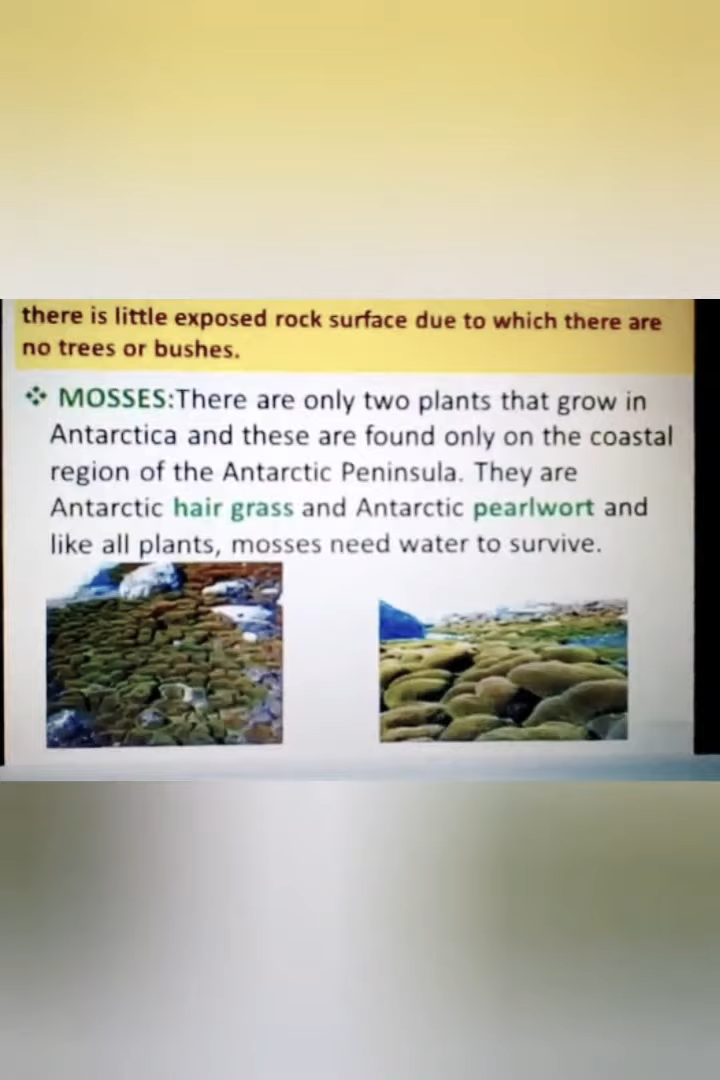 there is little exposed rock surface due to which there are
no trees or bushes.
❖ MOSSES:There are only two plants that grow in
Antarctica and these are found only on the coastal
region of the Antarctic Peninsula. They are
Antarctic hair grass and Antarctic pearlwort and
like all plants, mosses need water to survive.